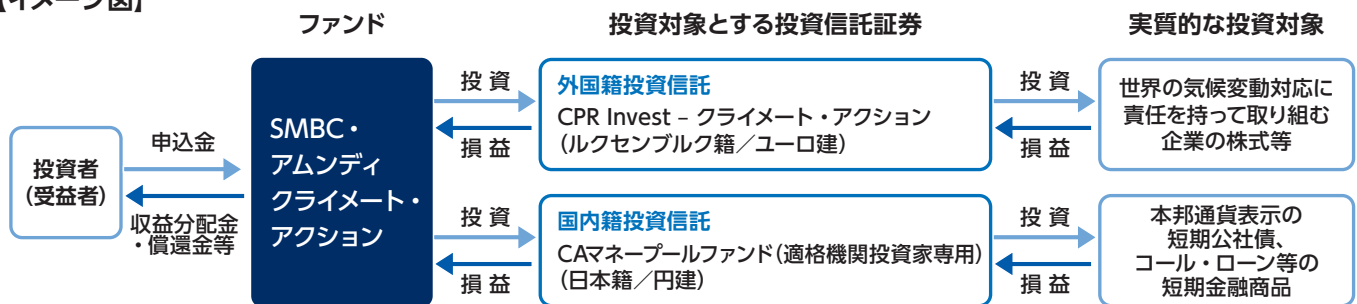 【イメージ図】
ファンド
投資対象とする投資信託証券
実質的な投資対象
投資者
(受益者)
申込金
収益分配金
・償還金等
SMBC・
アムンディ
クライメート・
アクション
投 資
損 益
外国籍投資信託
CPR Invest – クライメート・アクション
(ルクセンブルク籍/ユーロ建)
投 資
損 益
世界の気候変動対応に
責任を持って取り組む
企業の株式等
投 資
損 益
国内籍投資信託
CAマネープールファンド(適格機関投資家専用)
(日本籍/円建)
投 資
損 益
本邦通貨表示の
短期公社債、
コール・ローン等の
短期金融商品